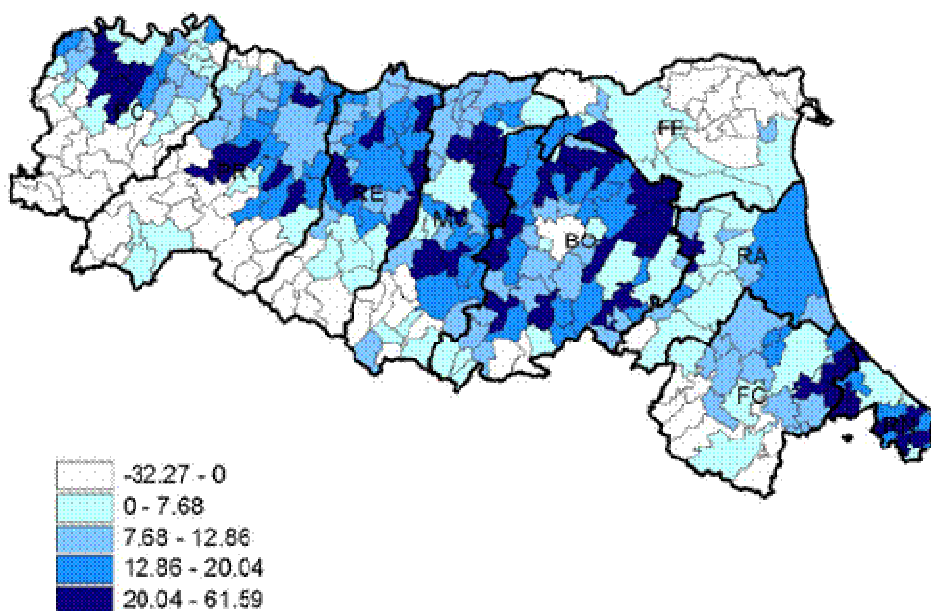 PC
FE
PR
RE
MO
BO
RA
FC
RN
-32.27 - 0
0 - 7.68
7.68 - 12.86
12.86 - 20.04
20.04 - 61.59